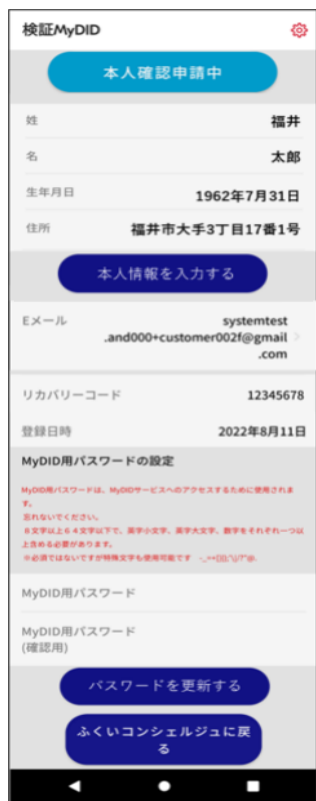 検証MyDID
本人確認申請中
姓 福井
名 太郎
生年月日 1962年7月31日
住所 福井市大手3丁目17番1号
本人情報を入力する
Eメール systemtest
.and000+customer002f@gmail
.com
リカバリーコード 12345678
登録日時 2022年8月11日
MyDID用パスワードの設定
MyDID用パスワードは、MyDIDサービスへのアクセスするために使用されま
す。
忘れないでください。
8文字以上64文字以下で、英字小文字、英字大文字、数字をそれぞれ一つ以
上含める必要があります。
※必須ではないですが特殊文字も使用可能です
MyDID用パスワード
MyDID用パスワード
(確認用)
パスワードを更新する
ふくいコンシェルジュに戻
る